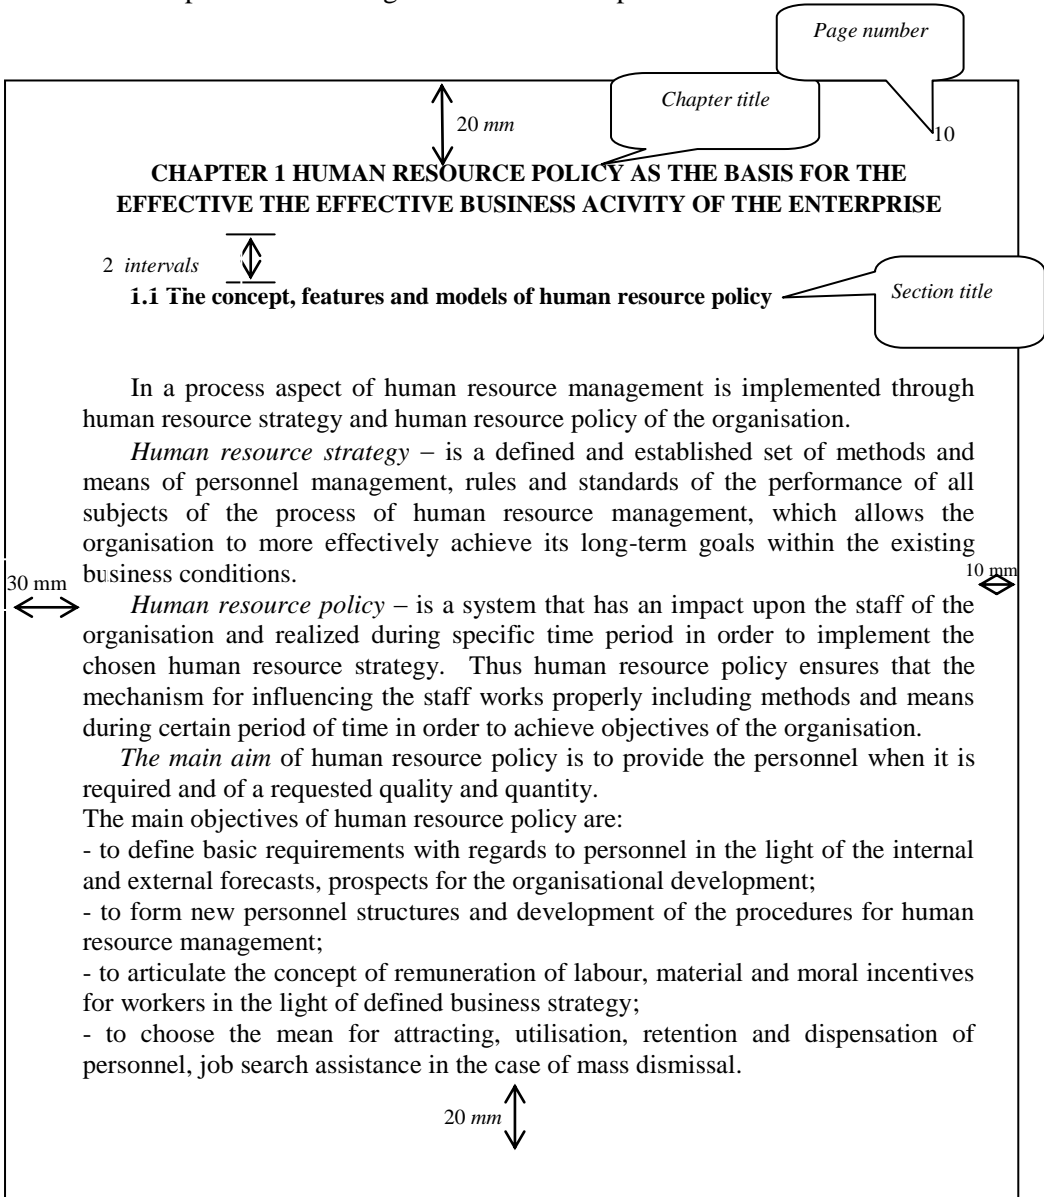 Page number
Chapter title
20 mm
10
CHAPTER 1 HUMAN RESOURCE POLICY AS THE BASIS FOR THE
EFFECTIVE THE EFFECTIVE BUSINESS ACIVITY OF THE ENTERPRISE
2 intervals
1.1 The concept, features and models of human resource policy
Section title
In a process aspect of human resource management is implemented through
human resource strategy and human resource policy of the organisation.
Human resource strategy – is a defined and established set of methods and
means of personnel management, rules and standards of the performance of all
subjects of the process of human resource management, which allows the
organisation to more effectively achieve its long-term goals within the existing
business conditions.
30 mm
10 mm
Human resource policy – is a system that has an impact upon the staff of the
organisation and realized during specific time period in order to implement the
chosen human resource strategy. Thus human resource policy ensures that the
mechanism for influencing the staff works properly including methods and means
during certain period of time in order to achieve objectives of the organisation.
The main aim of human resource policy is to provide the personnel when it is
required and of a requested quality and quantity.
The main objectives of human resource policy are:
- to define basic requirements with regards to personnel in the light of the internal
and external forecasts, prospects for the organisational development;
- to form new personnel structures and development of the procedures for human
resource management;
- to articulate the concept of remuneration of labour, material and moral incentives
for workers in the light of defined business strategy;
- to choose the mean for attracting, utilisation, retention and dispensation of
personnel, job search assistance in the case of mass dismissal.
20 mm